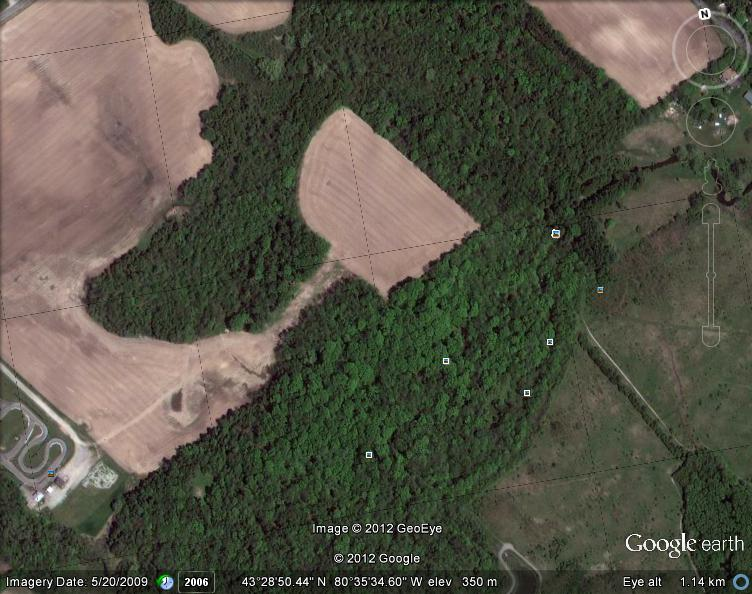 N
Image © 2012 GeoEye
© 2012 Google
Google earth
Imagery Date: 5/20/2009 2006 43°28'50.44" N 80°35'34.60" W elev 350 m Eye alt 1.14 km